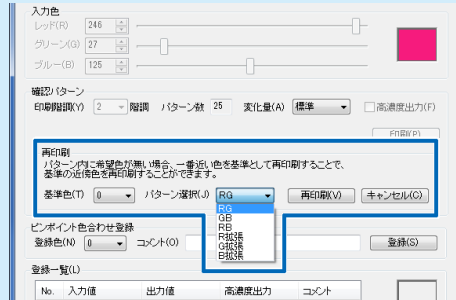 入力色
レッド(R) 246
グリーン(G) 27
ブルー(B) 125
確認パターン
印刷階調(Y) 2 階調 パターン数 25 変化量(A) 標準 高濃度出力(F)
印刷(P)
再印刷
パターン内に希望色が無い場合、一番近い色を基準として再印刷することで、
基準の近傍色を再印刷することができます。
基準色(T) 0 パターン選択(J) RG 再印刷(V) キャンセル(C)
RG
GB
RB
R拡張
G拡張
B拡張
ピンポイント色合わせ登録
登録色(N) 0 コメント(O) 登録(S)
登録一覧(L)
No. 入力値 出力値 高濃度出力 コメント